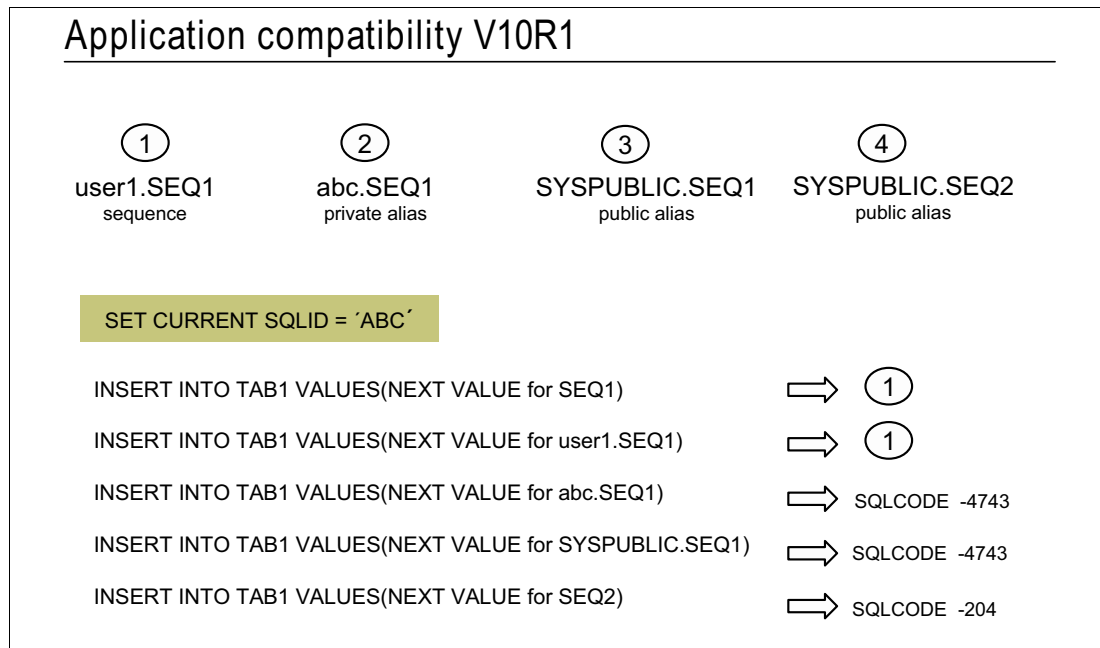 Application compatibility V10R1
1 2 3 4
user1.SEQ1 abc.SEQ1 SYSPUBLIC.SEQ1 SYSPUBLIC.SEQ2
sequence private alias public alias public alias
SET CURRENT SQLID = ´ABC´
INSERT INTO TAB1 VALUES(NEXT VALUE for SEQ1) 1
INSERT INTO TAB1 VALUES(NEXT VALUE for user1.SEQ1) 1
INSERT INTO TAB1 VALUES(NEXT VALUE for abc.SEQ1) SQLCODE -4743
INSERT INTO TAB1 VALUES(NEXT VALUE for SYSPUBLIC.SEQ1) SQLCODE -4743
INSERT INTO TAB1 VALUES(NEXT VALUE for SEQ2) SQLCODE -204